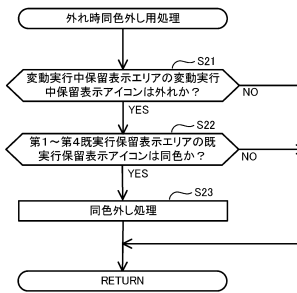 外れ時同色外し用処理
S21
変動実行中保留表示エリアの変動実行
中保留表示アイコンは外れか?
NO
YES
S22
第1～第4既実行保留表示エリアの既
実行保留表示アイコンは同色か?
NO
YES
S23
同色外し処理
RETURN